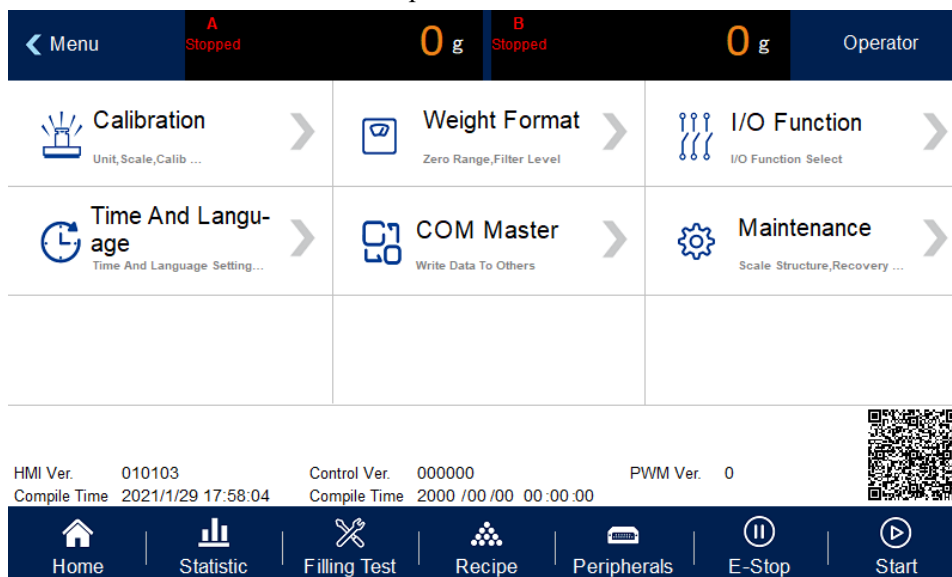 Menu
A
Stopped
0 g
B
Stopped
0 g
Operator
Calibration
Unit,Scale,Calib ...
Weight Format
Zero Range,Filter Level
I/O Function
I/O Function Select
Time And Langu-
age
Time And Language Setting...
COM Master
Write Data To Others
Maintenance
Scale Structure,Recovery ...
HMI Ver. 010103 Control Ver. 000000 PWM Ver. 0
Compile Time 2021/1/29 17:58:04 Compile Time 2000 /00 /00 00:00:00
Home Statistic Filling Test Recipe Peripherals E-Stop Start